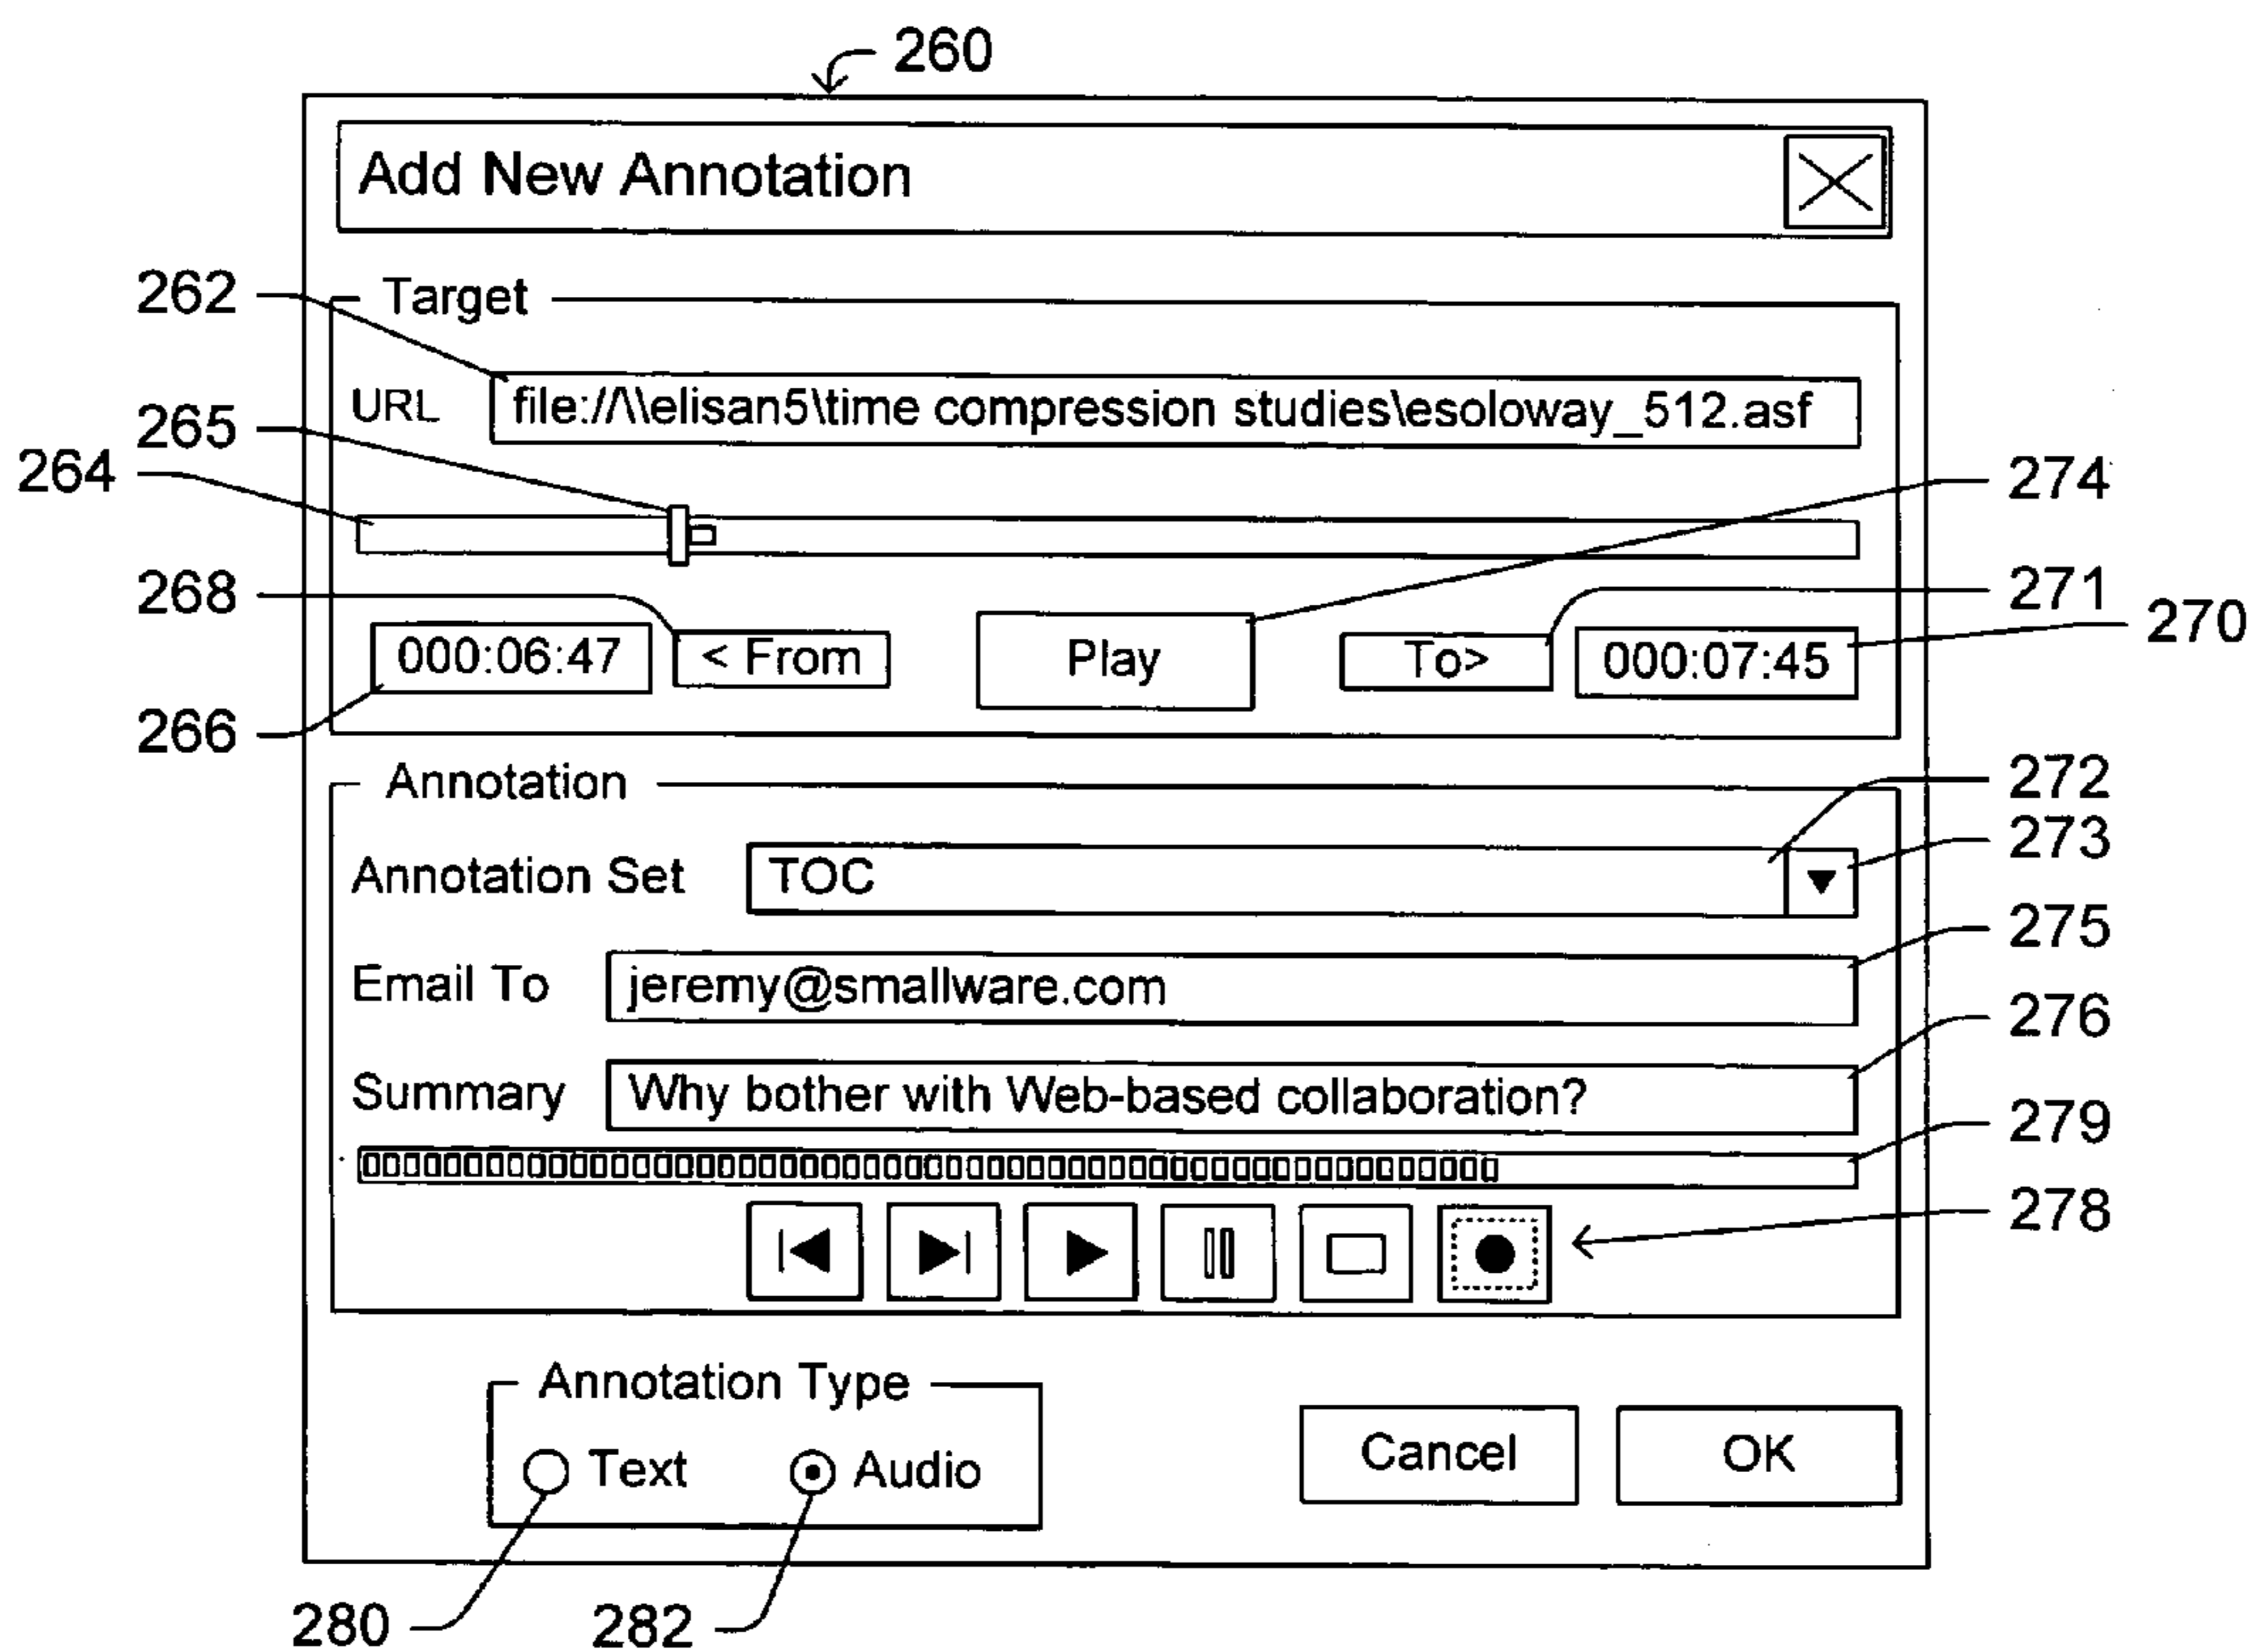 260
Add New Annotation
262
Target
URL
file://\\elisan5\time compression studies\esoloway_512.asf
265
264
274
268
271
270
000:06:47
< From
Play
To>
000:07:45
266
Annotation
272
273
Annotation Set
TOC
275
Email To
jeremy@smallware.com
276
Summary
Why bother with Web-based collaboration?
279
278
Annotation Type
Text
Audio
Cancel
OK
280
282